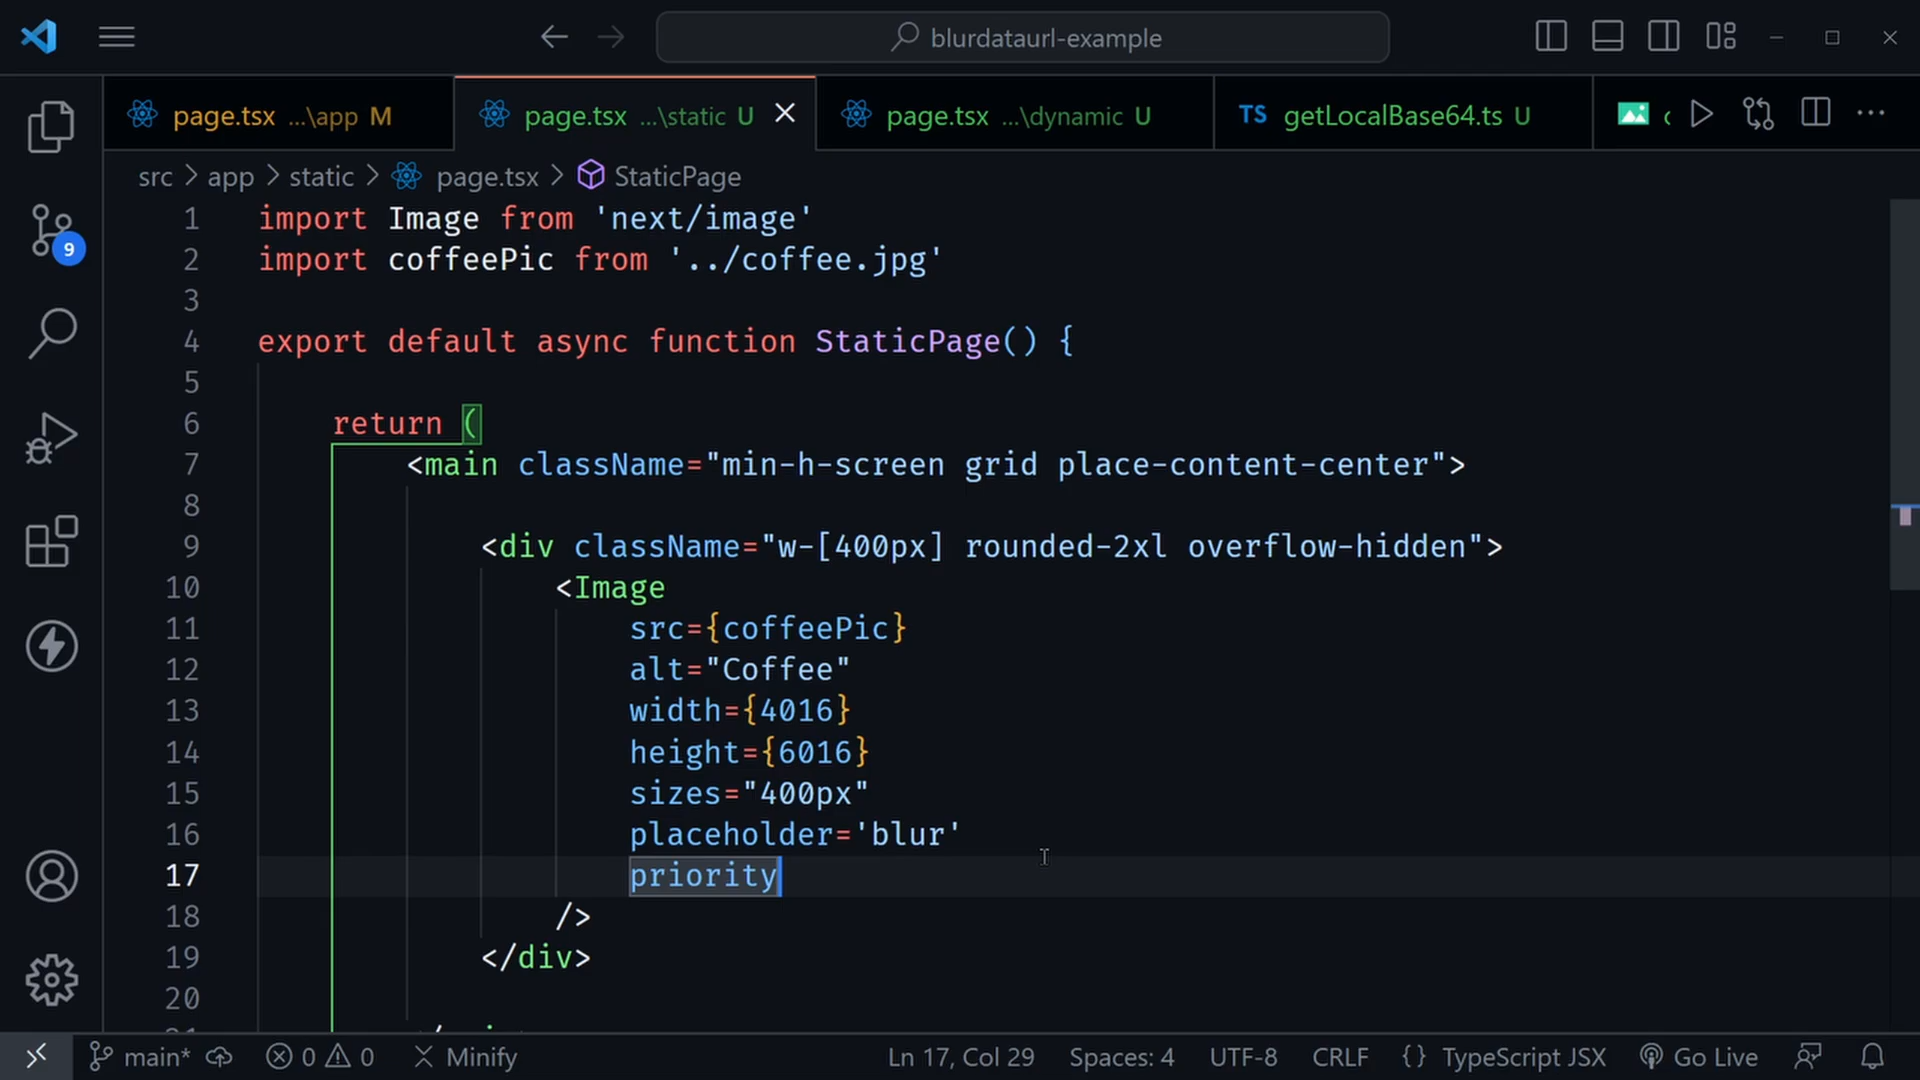 blurdataurl-example
page.tsx ...\app M
page.tsx ...\static U
page.tsx ...\dynamic U
TS getLocalBase64.ts U
src > app > static > page.tsx > StaticPage
9
1 import Image from 'next/image'
2 import coffeePic from '../coffee.jpg'
3
4 export default async function StaticPage() {
5
6 return (
7 <main className="min-h-screen grid place-content-center">
8
9 <div className="w-[400px] rounded-2xl overflow-hidden">
10 <Image
11 src={coffeePic}
12 alt="Coffee"
13 width={4016}
14 height={6016}
15 sizes="400px"
16 placeholder='blur'
17 priority
18 />
19 </div>
20
main* 0 0 Minify Ln 17, Col 29 Spaces: 4 UTF-8 CRLF {} TypeScript JSX Go Live